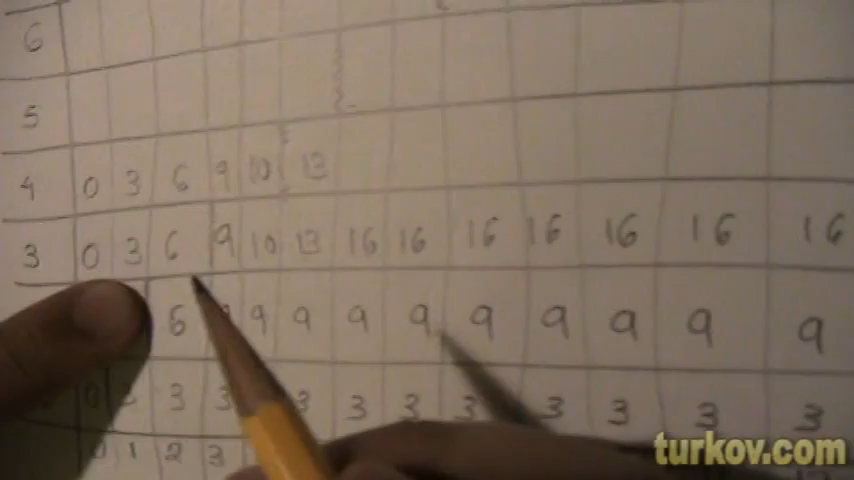 6
5
4 0 3 6 9 10 13
3 0 3 6 9 10 13 16 16 16 16 16 16 16
6 9 9 9 9 9 9 9 9 9
0 3 3 3 3 3 3 3 3 3
0 1 2 3
turkov.com